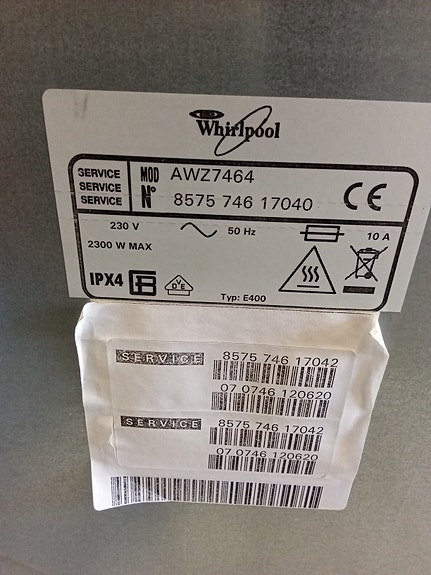 Whirlpool
SERVICE MOD AWZ7464
SERVICE
SERVICE N° 8575 746 17040 CE
230 V 50 Hz 10 A
2300 W MAX
IPX4 DVE
Typ: E400
SERVICE 8575 746 17042
07 0746 120620
SERVICE 8575 746 17042
07 0746 120620